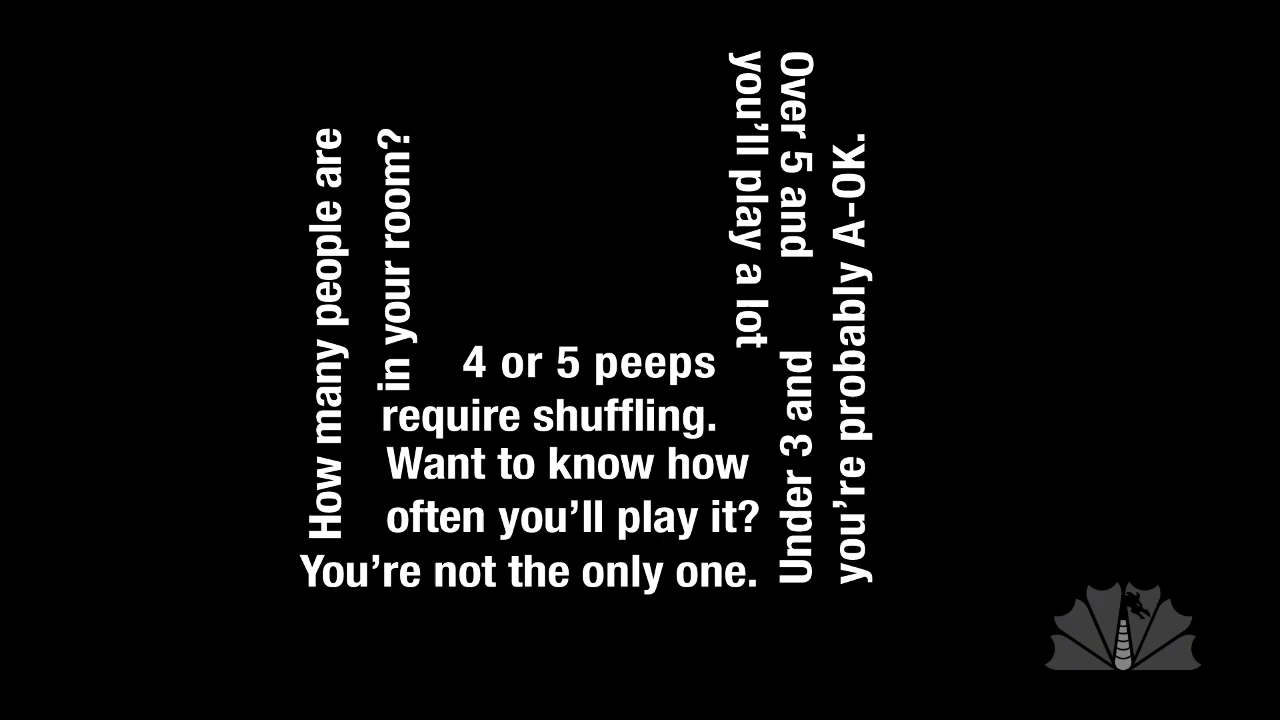 How many people are
in your room?
4 or 5 peeps
require shuffling.
Want to know how
often you’ll play it?
You’re not the only one.
Under 3 and
you’re probably A-OK.
Over 5 and
you’ll play a lot